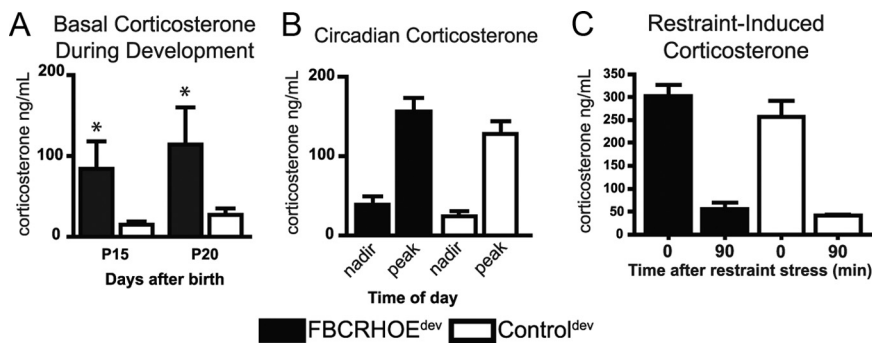 A
Basal Corticosterone
During Development
corticosterone ng/mL
200
100
0
*
*
P15
P20
Days after birth
B
Circadian Corticosterone
corticosterone ng/mL
200
100
0
nadir
peak
nadir
peak
Time of day
C
Restraint-Induced
Corticosterone
corticosterone ng/mL
350
300
250
200
150
100
50
0
0
90
0
90
Time after restraint stress (min)
FBCRHOEdev
Controldev